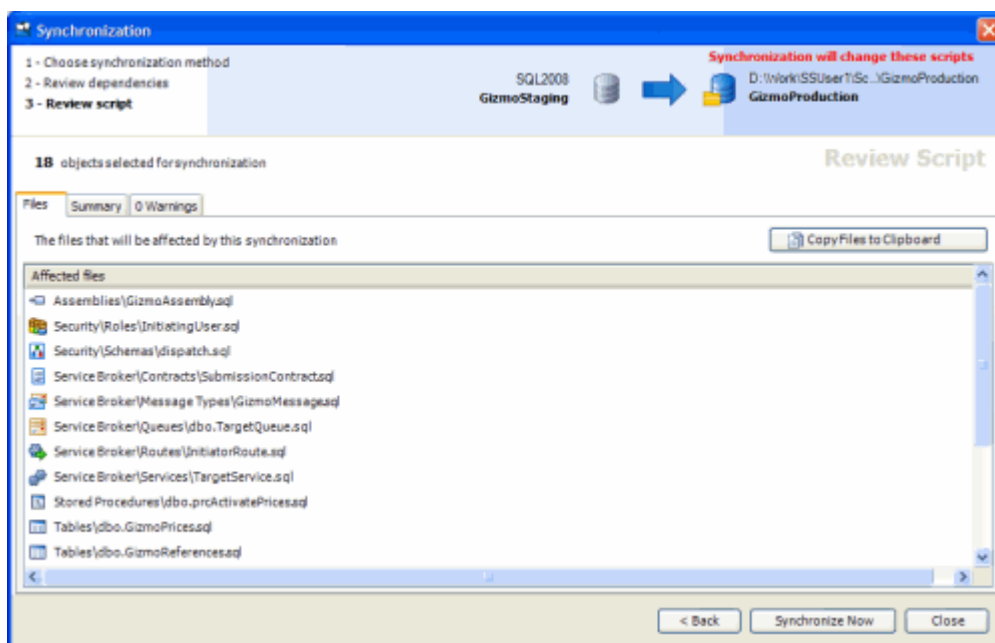 Synchronization
1 - Choose synchronization method
2 - Review dependencies
3 - Review script
SQL2008
GizmoStaging
Synchronization will change these scripts
D:\Work\SSUser1\Sc...\GizmoProduction
GizmoProduction
18 objects selected for synchronization
Review Script
Files Summary 0 Warnings
The files that will be affected by this synchronization
Copy Files to Clipboard
Affected files
Assemblies\GizmoAssembly.sql
Security\Roles\InitiatingUser.sql
Security\Schemas\dispatch.sql
Service Broker\Contracts\SubmissionContract.sql
Service Broker\Message Types\GizmoMessage.sql
Service Broker\Queues\dbo.TargetQueue.sql
Service Broker\Routes\InitiatorRoute.sql
Service Broker\Services\TargetService.sql
Stored Procedures\dbo.prcActivatePrices.sql
Tables\dbo.GizmoPrices.sql
Tables\dbo.GizmoReferences.sql
< Back Synchronize Now Close